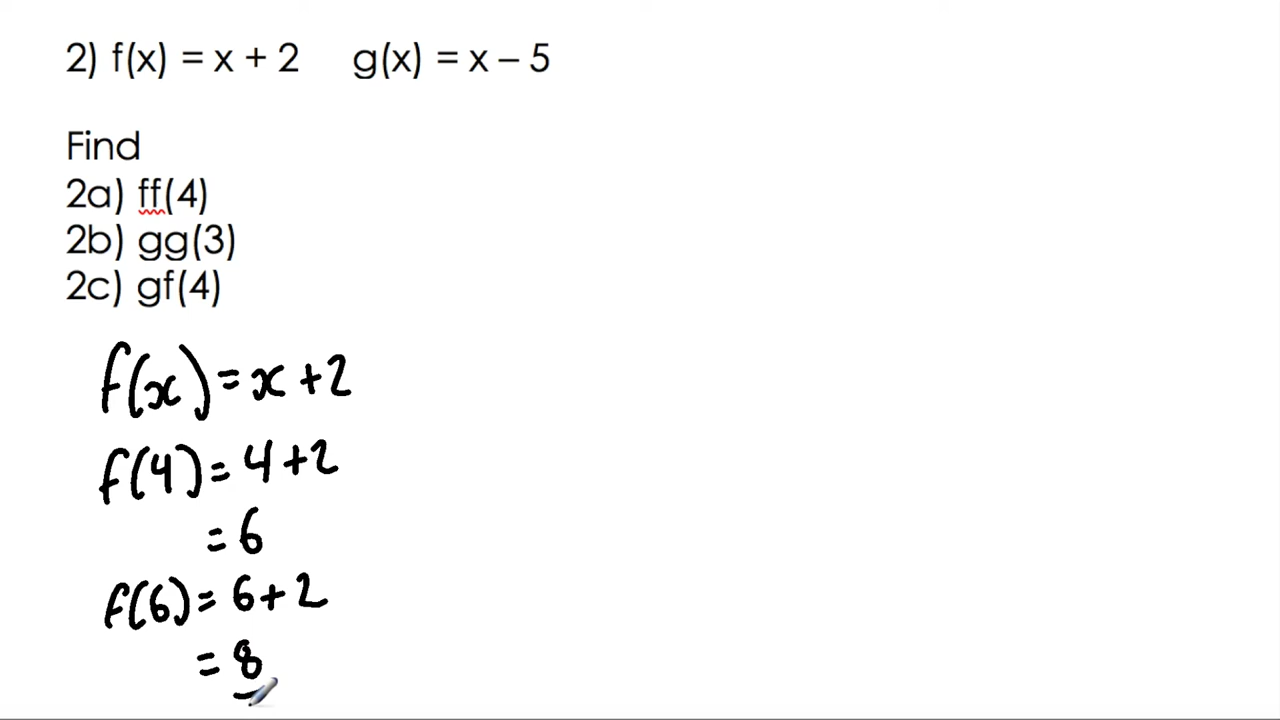 2) f(x) = x + 2 g(x) = x – 5
Find
2a) ff(4)
2b) gg(3)
2c) gf(4)
f(x) = x + 2
f(4) = 4 + 2
= 6
f(6) = 6 + 2
= 8